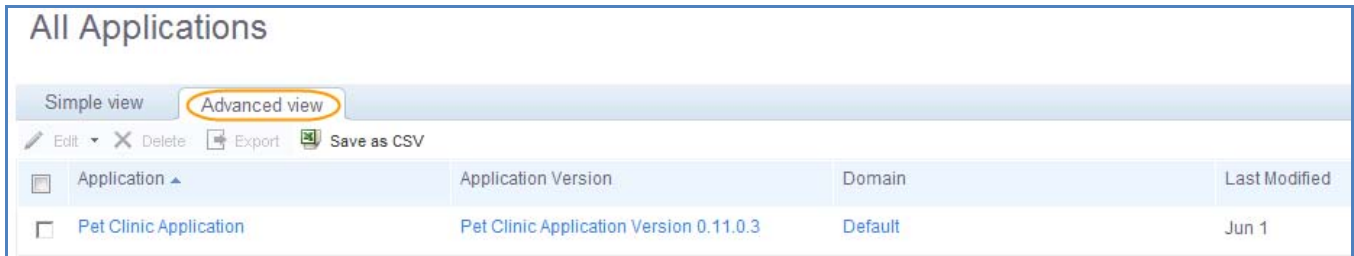 All Applications
Simple view Advanced view
Edit Delete Export Save as CSV
Application Application Version Domain Last Modified
Pet Clinic Application Pet Clinic Application Version 0.11.0.3 Default Jun 1